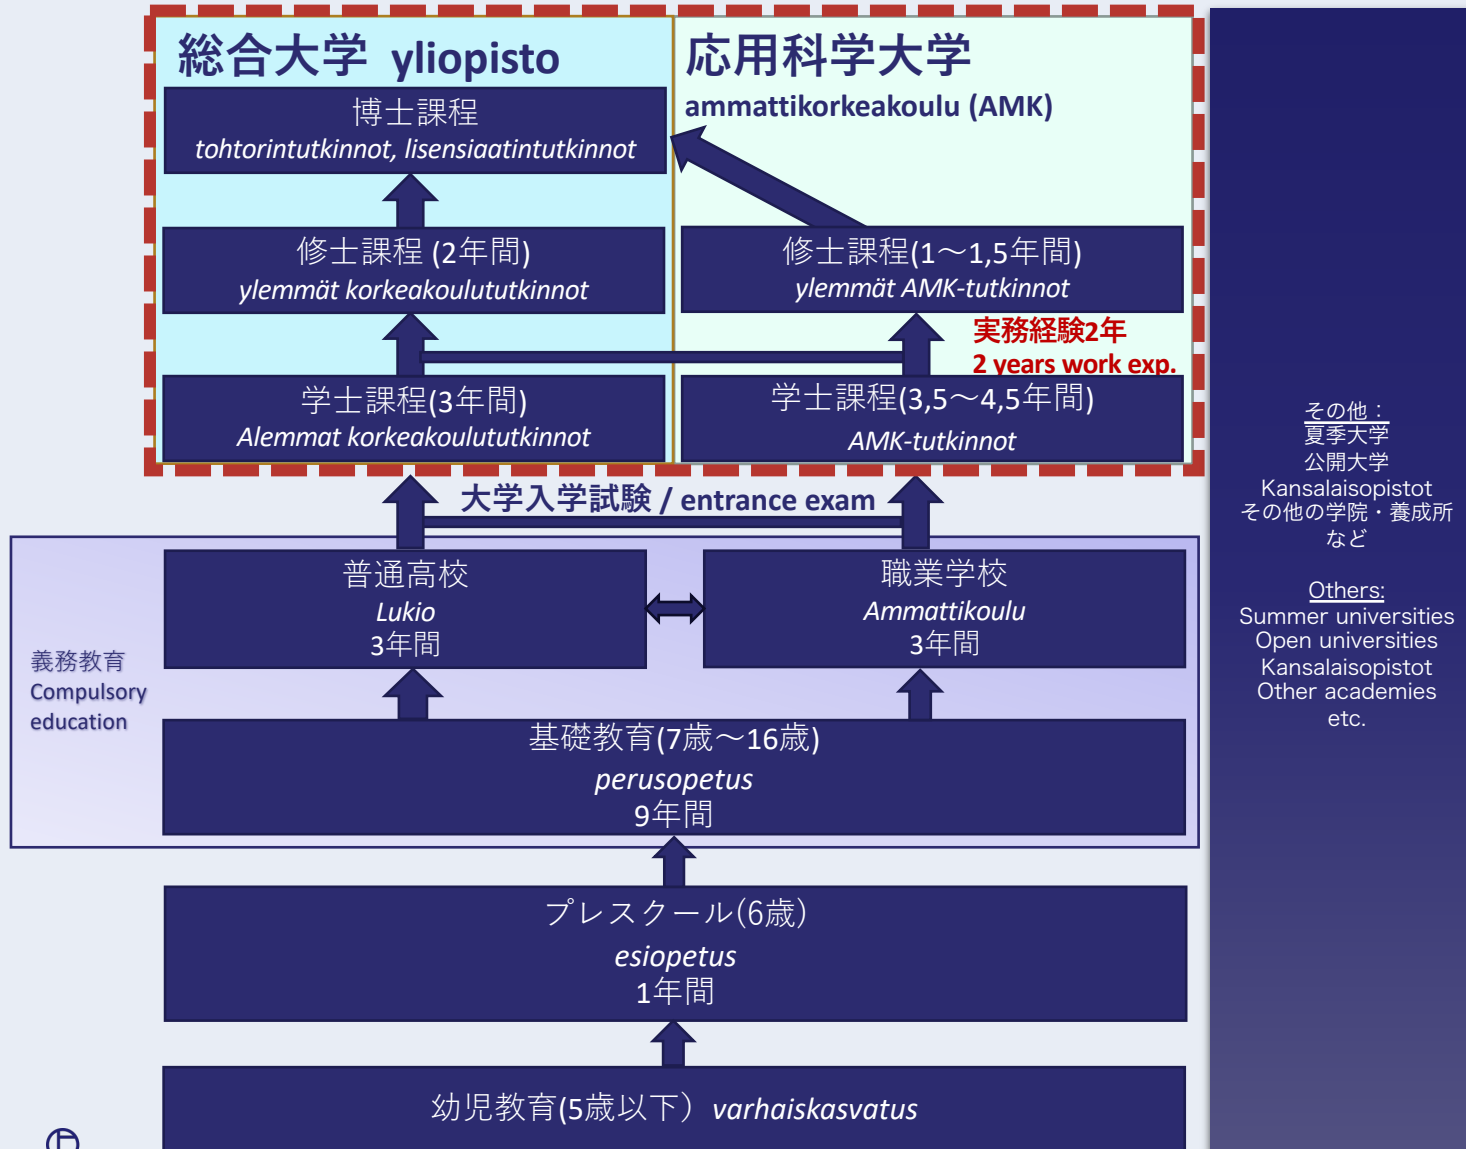 総合大学 yliopisto
博士課程
tohtorintutkinnot, lisensiaatintutkinnot
修士課程 (2年間)
ylemmät korkeakoulututkinnot
学士課程(3年間)
Alemmat korkeakoulututkinnot
応用科学大学
ammattikorkeakoulu (AMK)
修士課程(1～1,5年間)
ylemmät AMK-tutkinnot
実務経験2年
2 years work exp.
学士課程(3,5～4,5年間)
AMK-tutkinnot
大学入学試験 / entrance exam
普通高校
Lukio
3年間
職業学校
Ammattikoulu
3年間
義務教育
Compulsory
education
基礎教育(7歳～16歳)
perusopetus
9年間
プレスクール(6歳)
esiopetus
1年間
幼児教育(5歳以下）varhaiskasvatus
その他：
夏季大学
公開大学
Kansalaisopistot
その他の学院・養成所
など
Others:
Summer universities
Open universities
Kansalaisopistot
Other academies
etc.